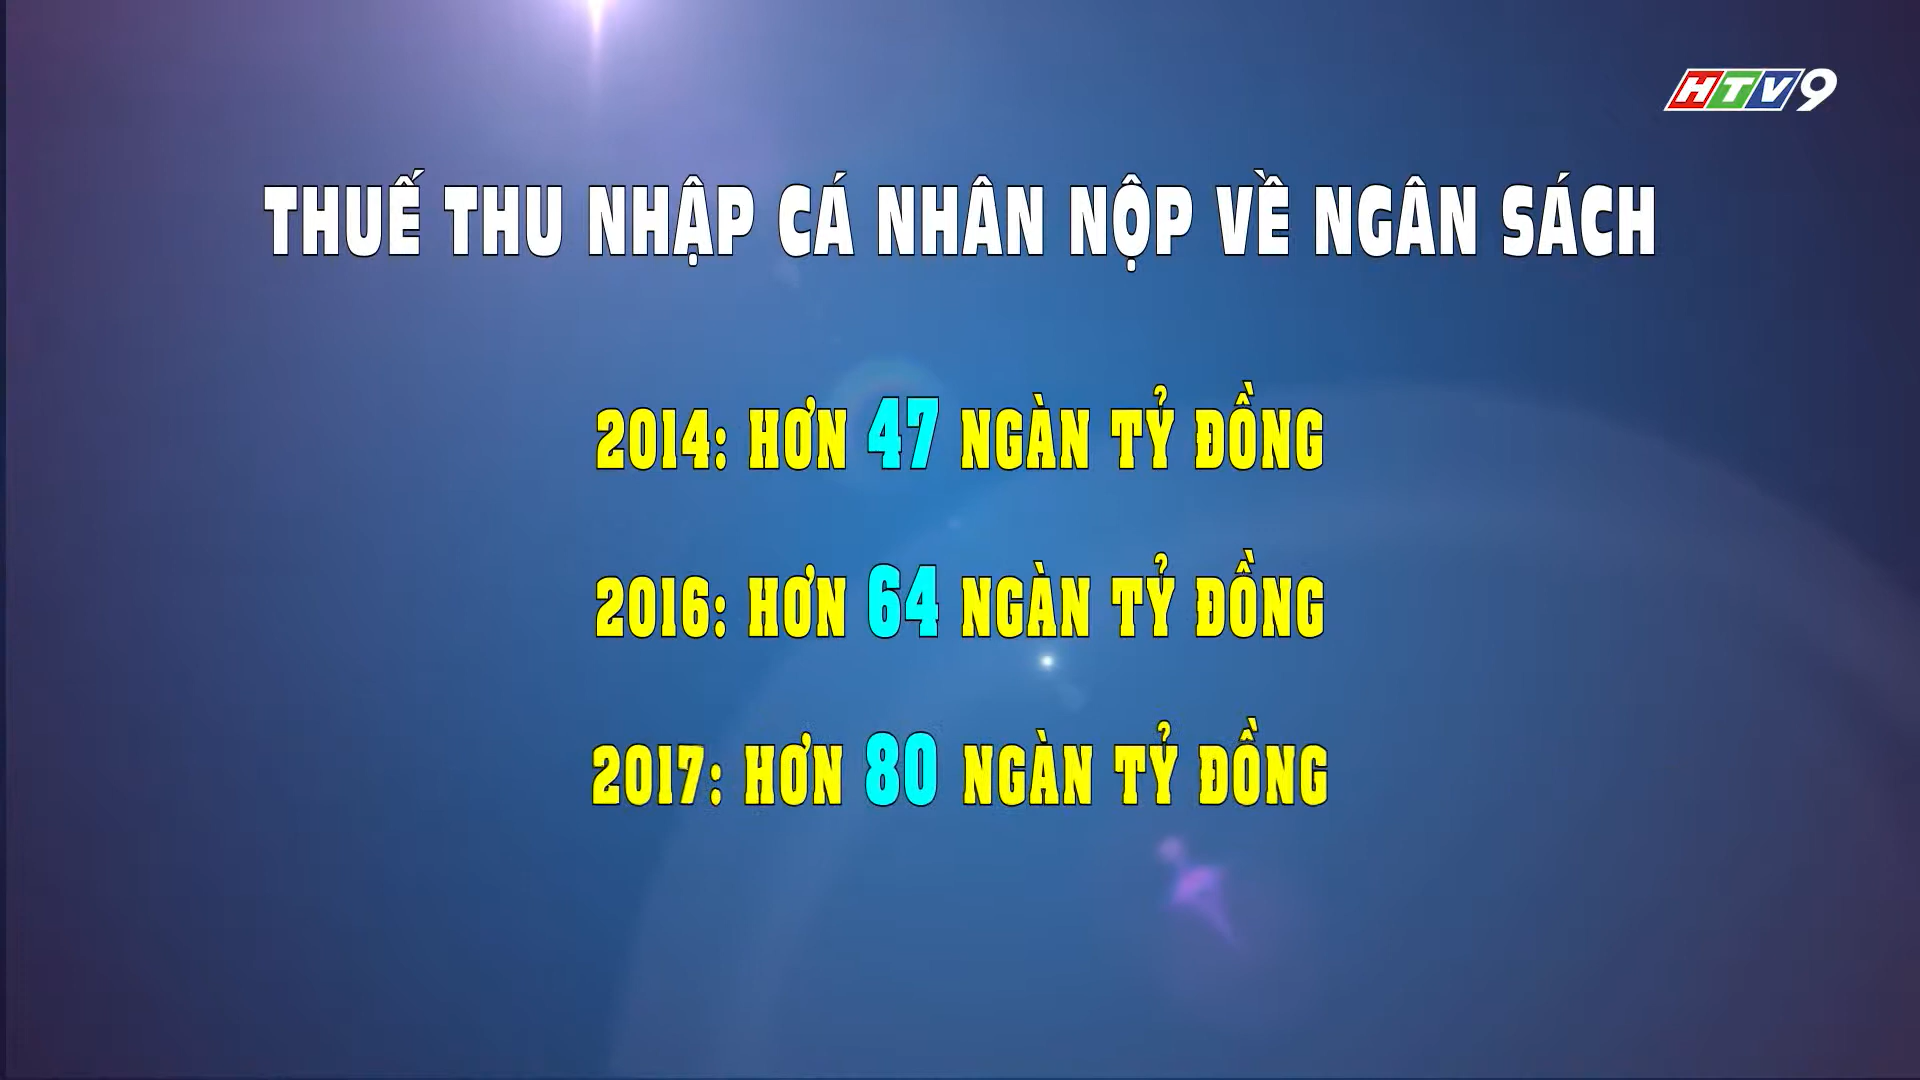 HTV9
THUẾ THU NHẬP CÁ NHÂN NỘP VỀ NGÂN SÁCH
2014: HƠN 47 NGÀN TỶ ĐỒNG
2016: HƠN 64 NGÀN TỶ ĐỒNG
2017: HƠN 80 NGÀN TỶ ĐỒNG